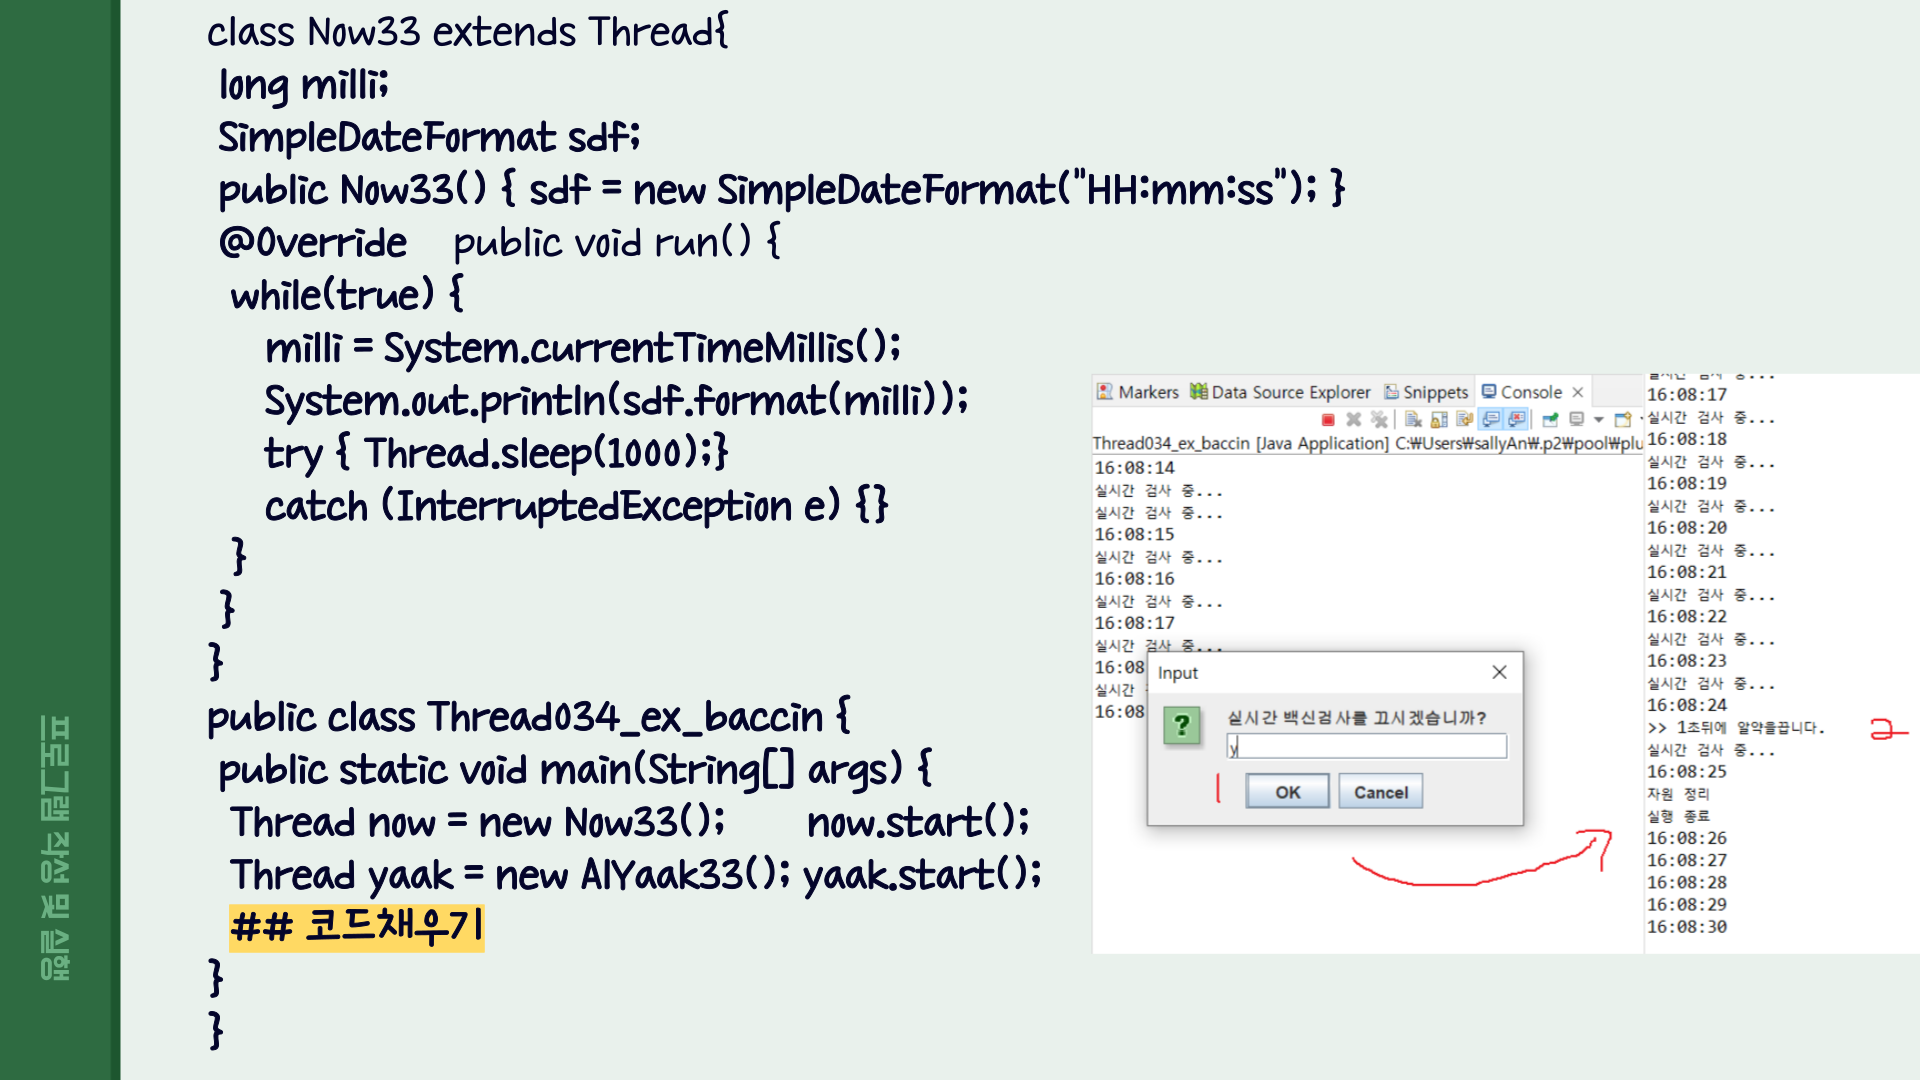 class Now33 extends Thread{
long milli;
SimpleDateFormat sdf;
public Now33() { sdf = new SimpleDateFormat("HH:mm:ss"); }
@Override public void run() {
while(true) {
milli = System.currentTimeMillis();
System.out.println(sdf.format(milli));
try { Thread.sleep(1000);}
catch (InterruptedException e) {}
}
}
}
public class Thread034_ex_baccin {
public static void main(String[] args) {
Thread now = new Now33(); now.start();
Thread yaak = new AlYaak33(); yaak.start();
## 코드채우기
}
}
프로그램 작성 및 실행
Markers Data Source Explorer Snippets Console
Thread034_ex_baccin [Java Application] C:₩Users₩sallyAn₩.p2₩pool₩plu
16:08:14
실시간 검사 중...
실시간 검사 중...
16:08:15
실시간 검사 중...
16:08:16
실시간 검사 중...
16:08:17
실시간 검사 중...
16:08
실시간
16:08
Input
실시간 백신검사를 끄시겠습니까?
y
OK Cancel
1
실시간 검사 중...
16:08:17
실시간 검사 중...
16:08:18
실시간 검사 중...
16:08:19
실시간 검사 중...
16:08:20
실시간 검사 중...
16:08:21
실시간 검사 중...
16:08:22
실시간 검사 중...
16:08:23
실시간 검사 중...
16:08:24
>> 1초뒤에 알약을끕니다.
2
실시간 검사 중...
16:08:25
자원 정리
실행 종료
16:08:26
16:08:27
16:08:28
16:08:29
16:08:30